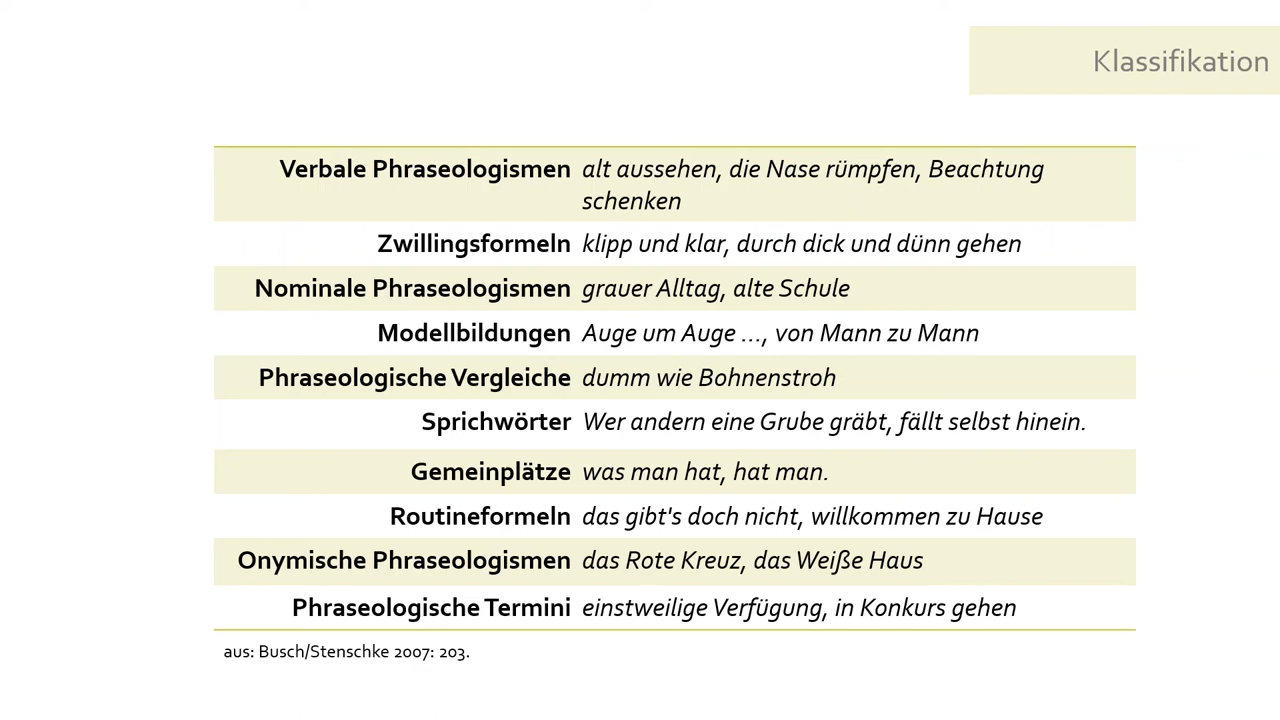 Klassifikation
Verbale Phraseologismen alt aussehen, die Nase rümpfen, Beachtung
schenken
Zwillingsformeln klipp und klar, durch dick und dünn gehen
Nominale Phraseologismen grauer Alltag, alte Schule
Modellbildungen Auge um Auge ..., von Mann zu Mann
Phraseologische Vergleiche dumm wie Bohnenstroh
Sprichwörter Wer andern eine Grube gräbt, fällt selbst hinein.
Gemeinplätze was man hat, hat man.
Routineformeln das gibt's doch nicht, willkommen zu Hause
Onymische Phraseologismen das Rote Kreuz, das Weiße Haus
Phraseologische Termini einstweilige Verfügung, in Konkurs gehen
aus: Busch/Stenschke 2007: 203.